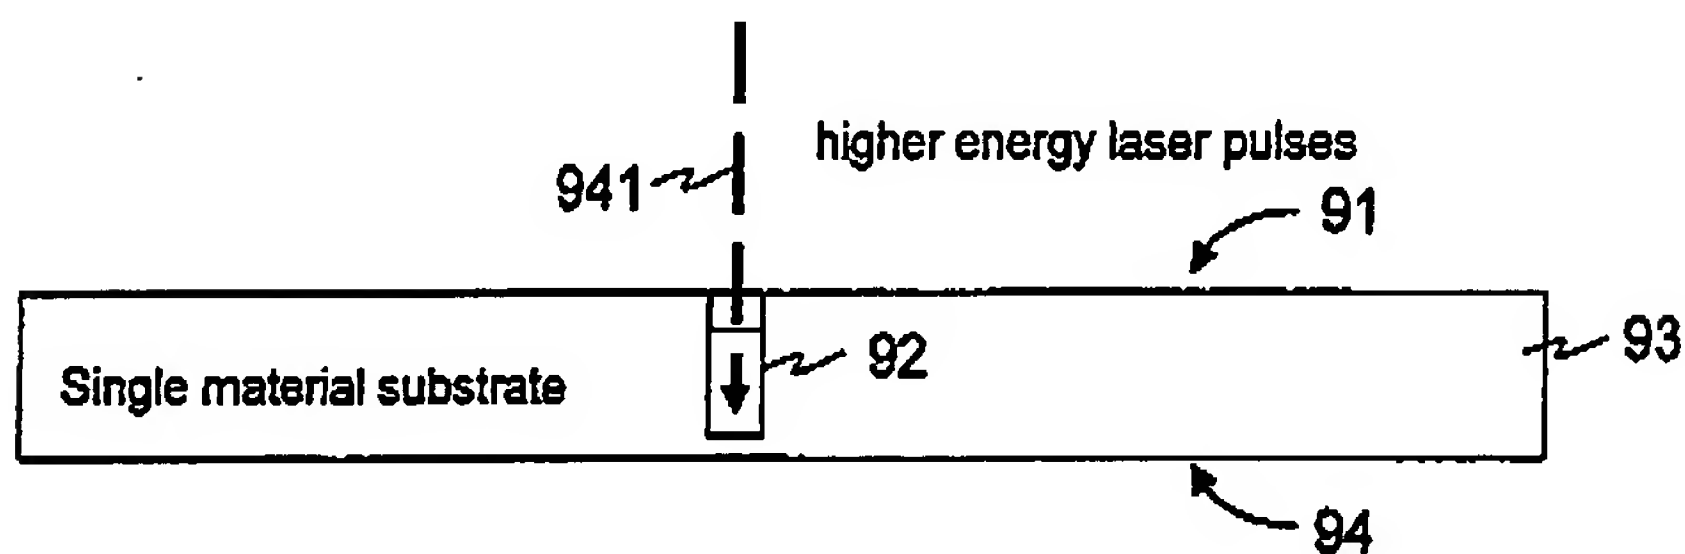 higher energy laser pulses
941
91
92
93
Single material substrate
94